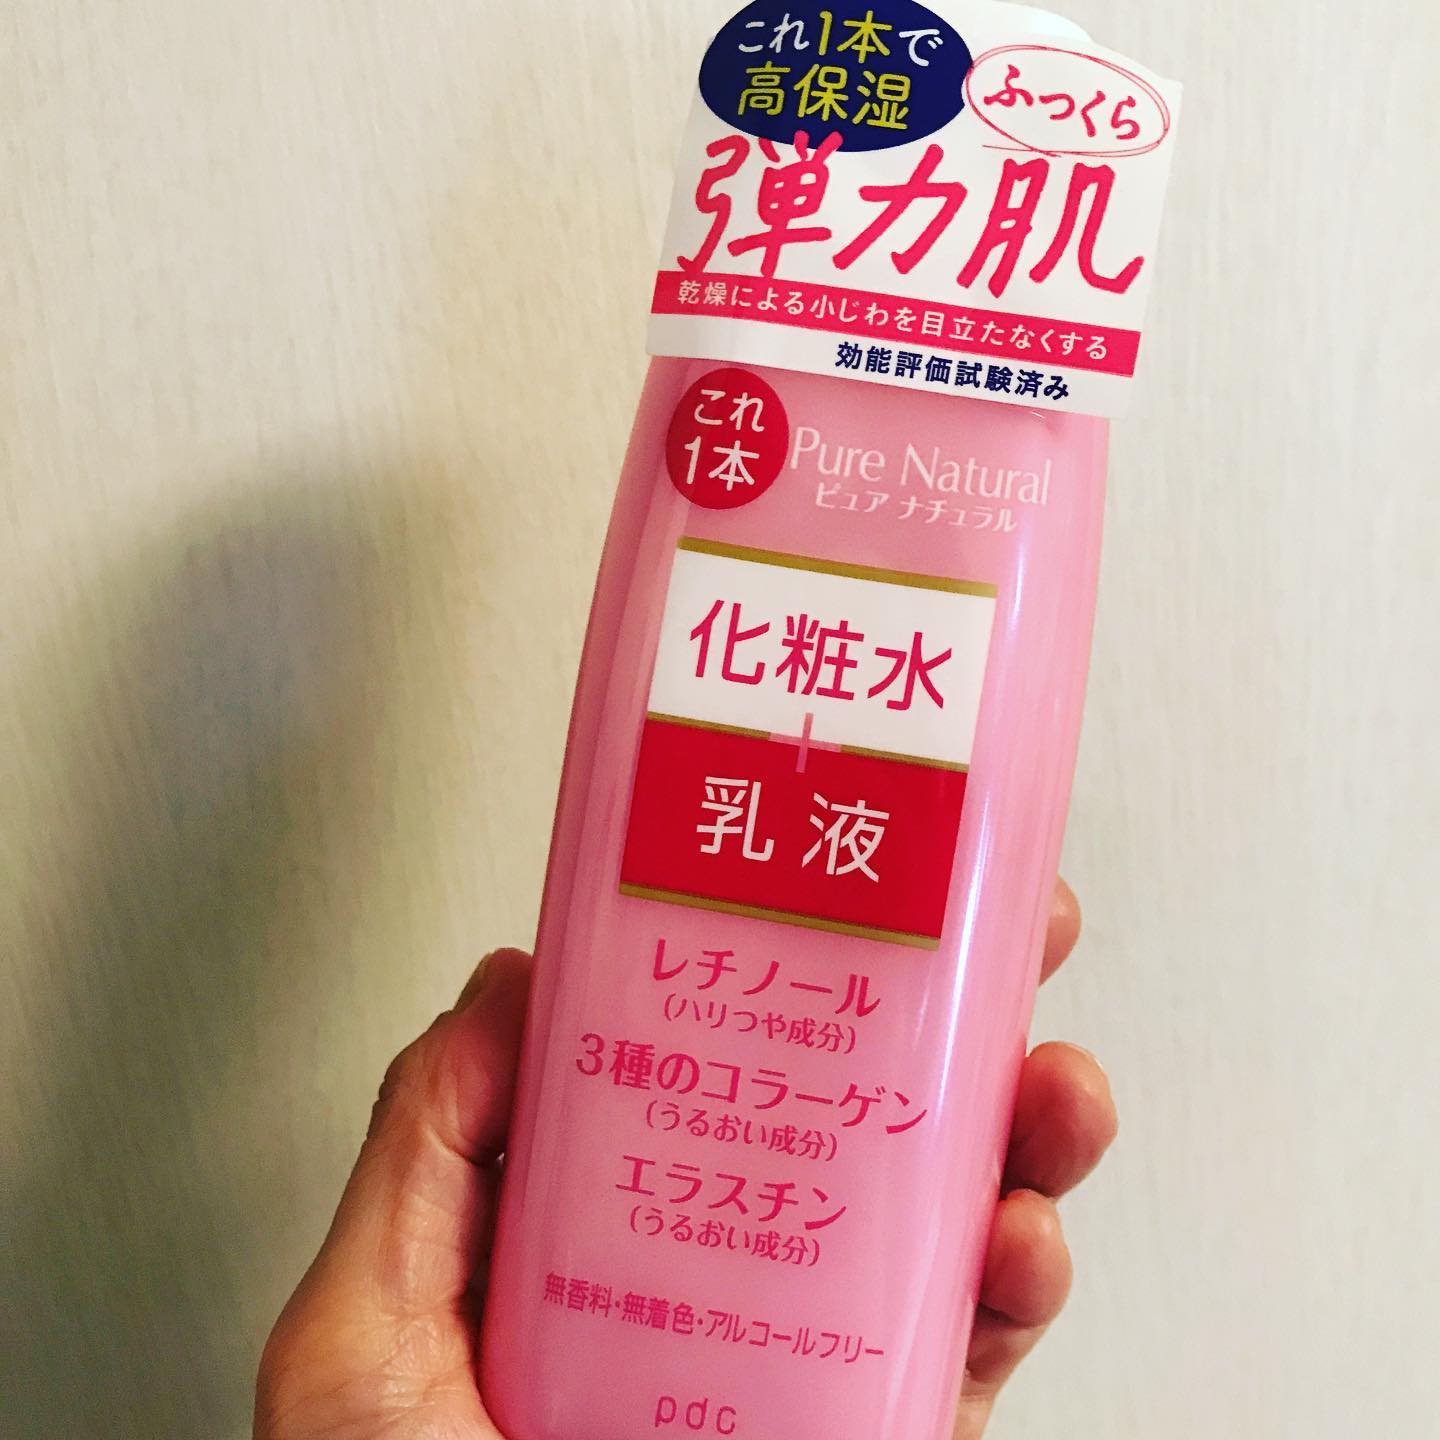 これ1本で
高保湿
ふっくら
弾力肌
乾燥による小じわを目立たなくする
効能評価試験済み
これ
1本
Pure Natural
ピュア ナチュラル
化粧水
+
乳液
レチノール
(ハリつや成分)
3種のコラーゲン
(うるおい成分)
エラスチン
(うるおい成分)
無香料・無着色・アルコールフリー
pdc